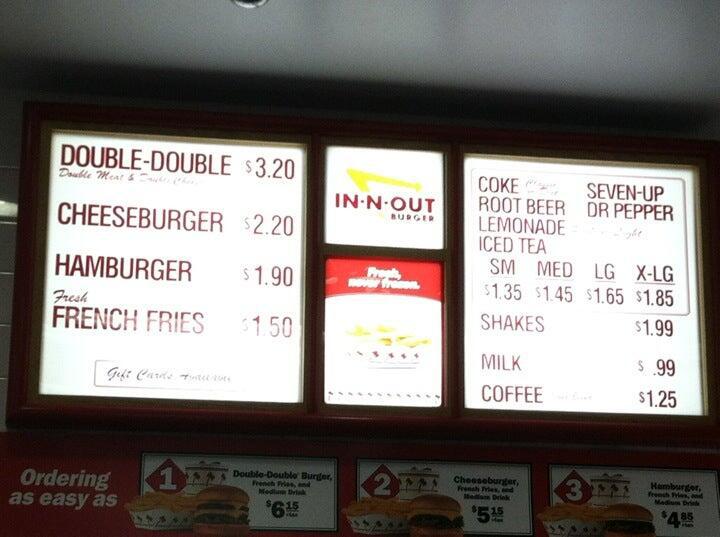 DOUBLE-DOUBLE $3.20
Double Meat & Double Cheese
CHEESEBURGER $2.20
HAMBURGER $1.90
Fresh
FRENCH FRIES $1.50
Gift Cards Available
IN-N-OUT
BURGER
Fresh,
never frozen.
COKE SEVEN-UP
ROOT BEER DR PEPPER
LEMONADE Light
ICED TEA
SM MED LG X-LG
$1.35 $1.45 $1.65 $1.85
SHAKES $1.99
MILK $.99
COFFEE $1.25
Ordering
as easy as
1
Double-Double Burger,
French Fries, and
Medium Drink
$6.15
2
Cheeseburger,
French Fries, and
Medium Drink
$5.15
3
Hamburger,
French Fries, and
Medium Drink
$4.85